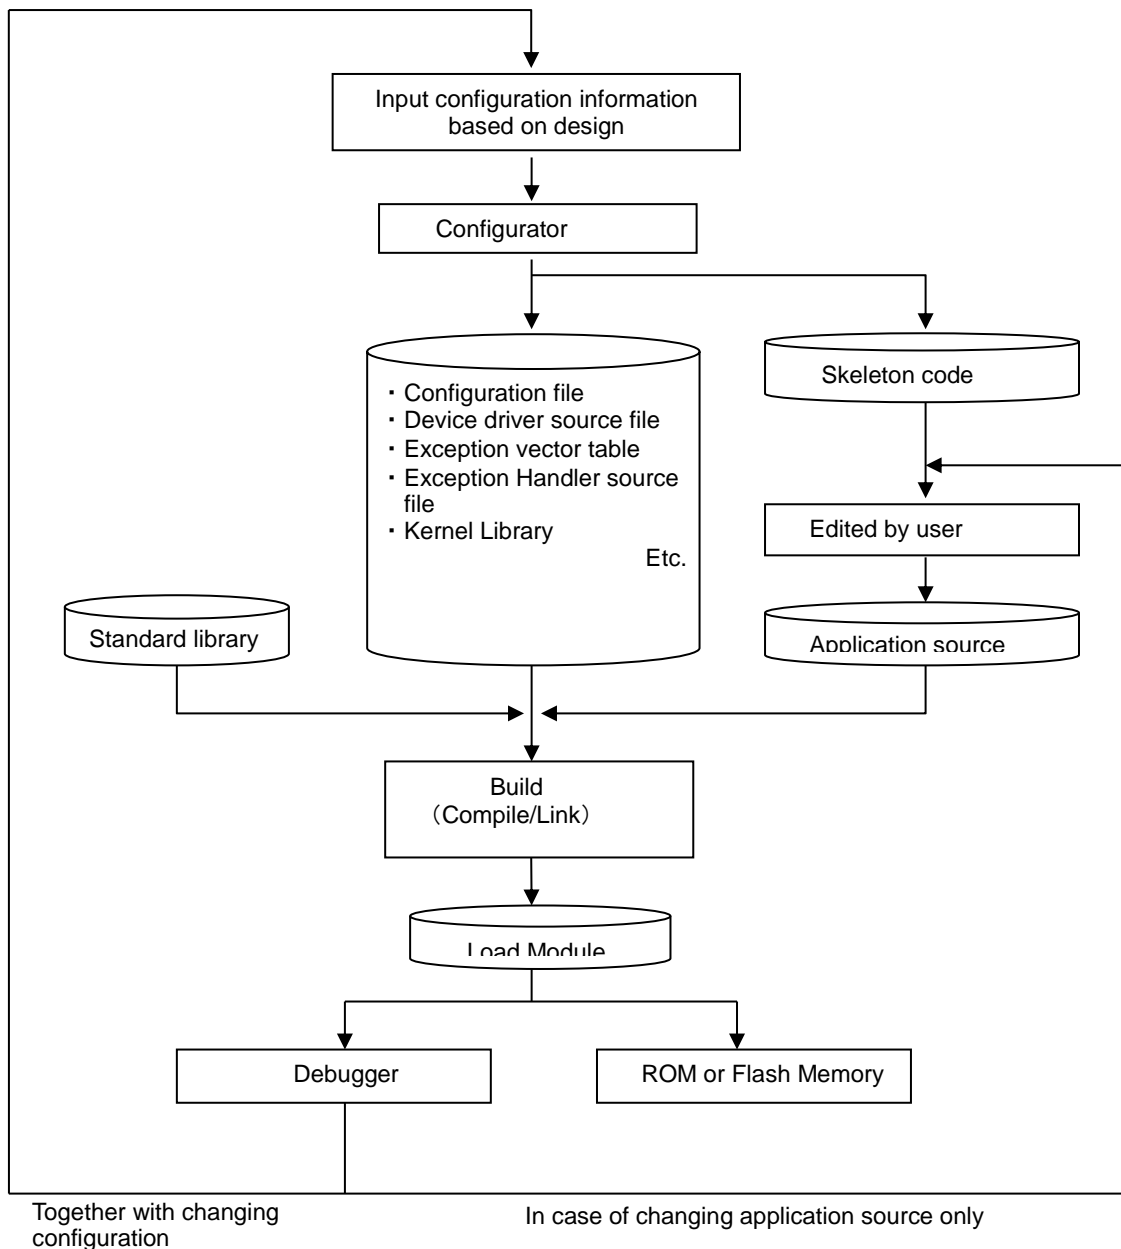 Input configuration information
based on design
Configurator
・Configuration file
・Device driver source file
・Exception vector table
・Exception Handler source
file
・Kernel Library
Etc.
Skeleton code
Edited by user
Standard library
Application source
Build
（Compile/Link）
Load Module
Debugger
ROM or Flash Memory
Together with changing
configuration
In case of changing application source only